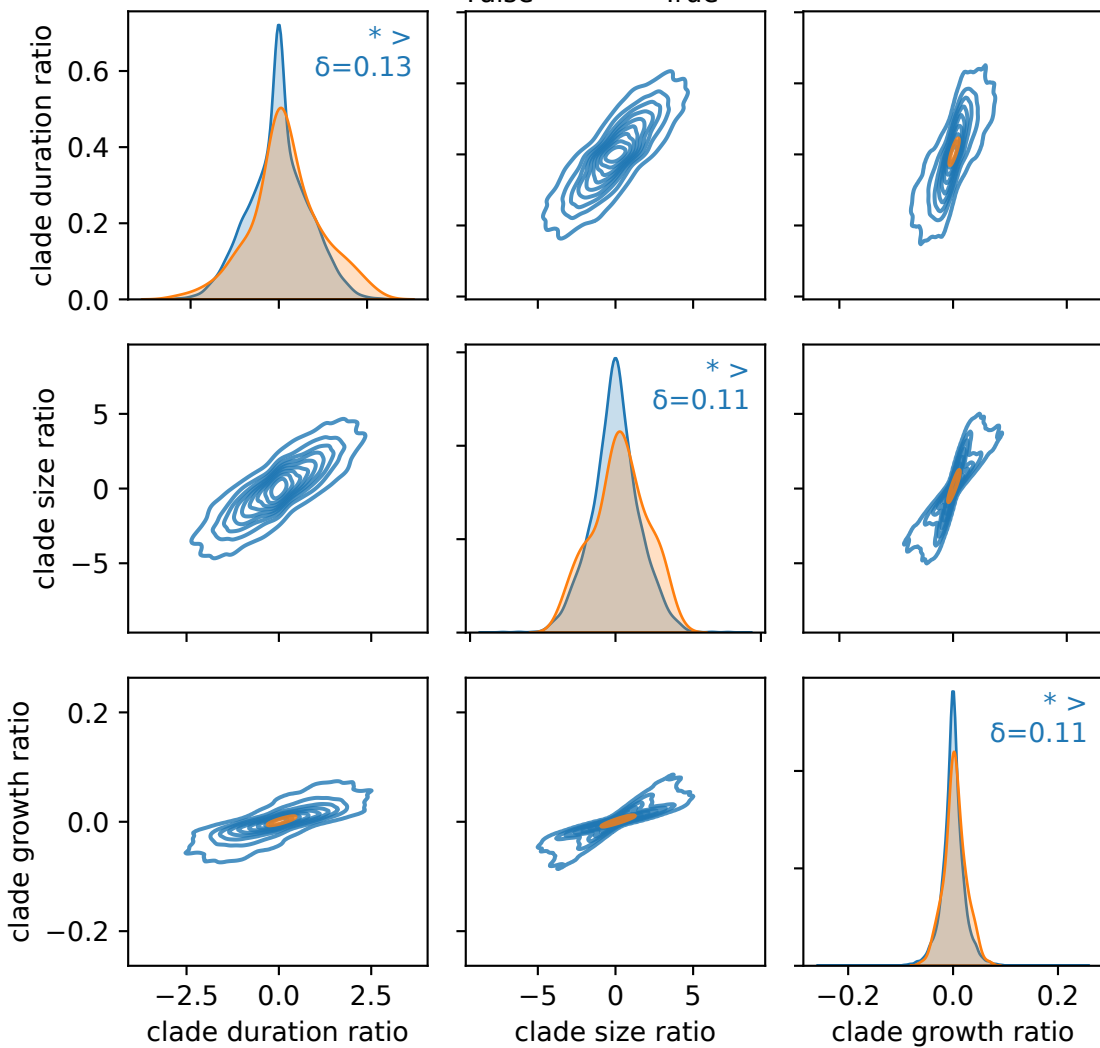 True
clade duration ratio
0.6
0.4
0.2
0.0
* >
δ=0.13
clade size ratio
5
0
−5
* >
δ=0.11
clade growth ratio
0.2
0.0
−0.2
* >
δ=0.11
−2.5 0.0 2.5
−5 0 5
−0.2 0.0 0.2
clade duration ratio
clade size ratio
clade growth ratio